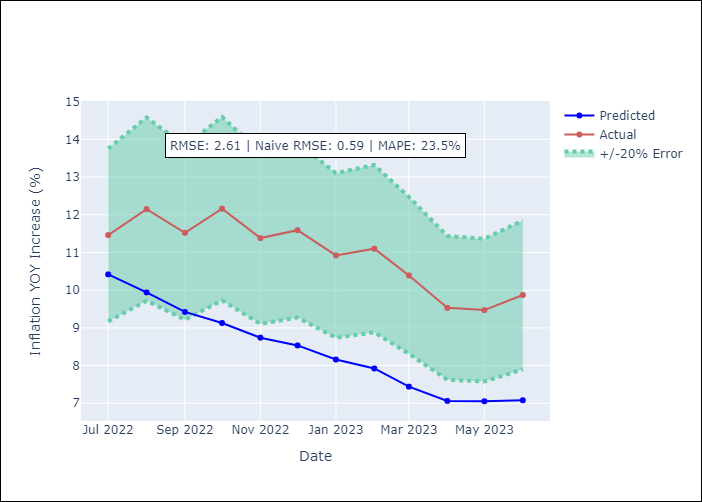 RMSE: 2.61 | Naive RMSE: 0.59 | MAPE: 23.5%
Predicted
Actual
+/-20% Error
Inflation YOY Increase (%)
15
14
13
12
11
10
9
8
7
Jul 2022
Sep 2022
Nov 2022
Jan 2023
Mar 2023
May 2023
Date